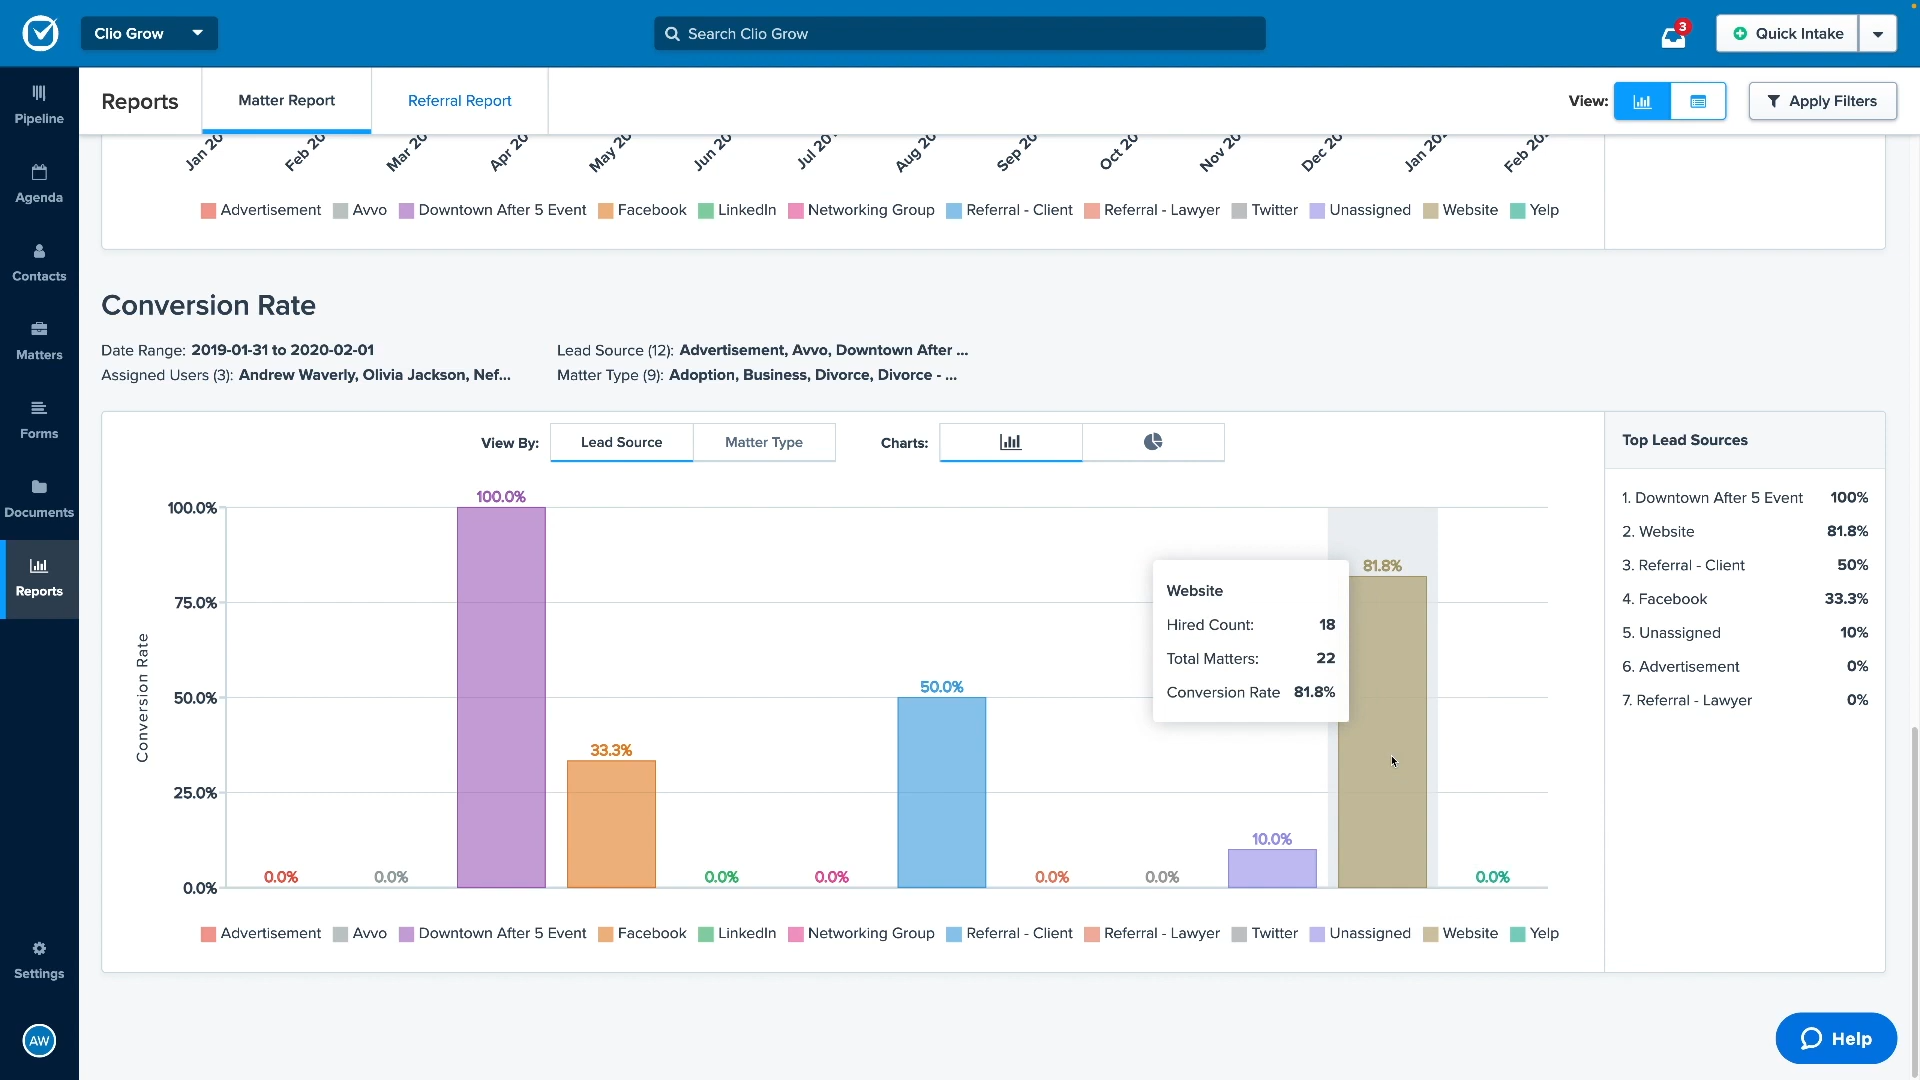 Clio Grow
Search Clio Grow
3
Quick Intake
Pipeline
Agenda
Contacts
Matters
Forms
Documents
Reports
Settings
AW
Reports
Matter Report
Referral Report
View:
Apply Filters
Jan 20
Feb 20
Mar 20
Apr 20
May 20
Jun 20
Jul 20
Aug 20
Sep 20
Oct 20
Nov 20
Dec 20
Jan 20
Feb 20
Advertisement Avvo Downtown After 5 Event Facebook LinkedIn Networking Group Referral - Client Referral - Lawyer Twitter Unassigned Website Yelp
Conversion Rate
Date Range: 2019-01-31 to 2020-02-01
Lead Source (12): Advertisement, Avvo, Downtown After ...
Assigned Users (3): Andrew Waverly, Olivia Jackson, Nef...
Matter Type (9): Adoption, Business, Divorce, Divorce - ...
View By: Lead Source Matter Type Charts:
100.0%
75.0%
50.0%
25.0%
0.0%
Conversion Rate
0.0%
0.0%
100.0%
33.3%
0.0%
0.0%
50.0%
0.0%
0.0%
10.0%
81.8%
0.0%
Website
Hired Count: 18
Total Matters: 22
Conversion Rate 81.8%
Advertisement Avvo Downtown After 5 Event Facebook LinkedIn Networking Group Referral - Client Referral - Lawyer Twitter Unassigned Website Yelp
Top Lead Sources
1. Downtown After 5 Event 100%
2. Website 81.8%
3. Referral - Client 50%
4. Facebook 33.3%
5. Unassigned 10%
6. Advertisement 0%
7. Referral - Lawyer 0%
Help